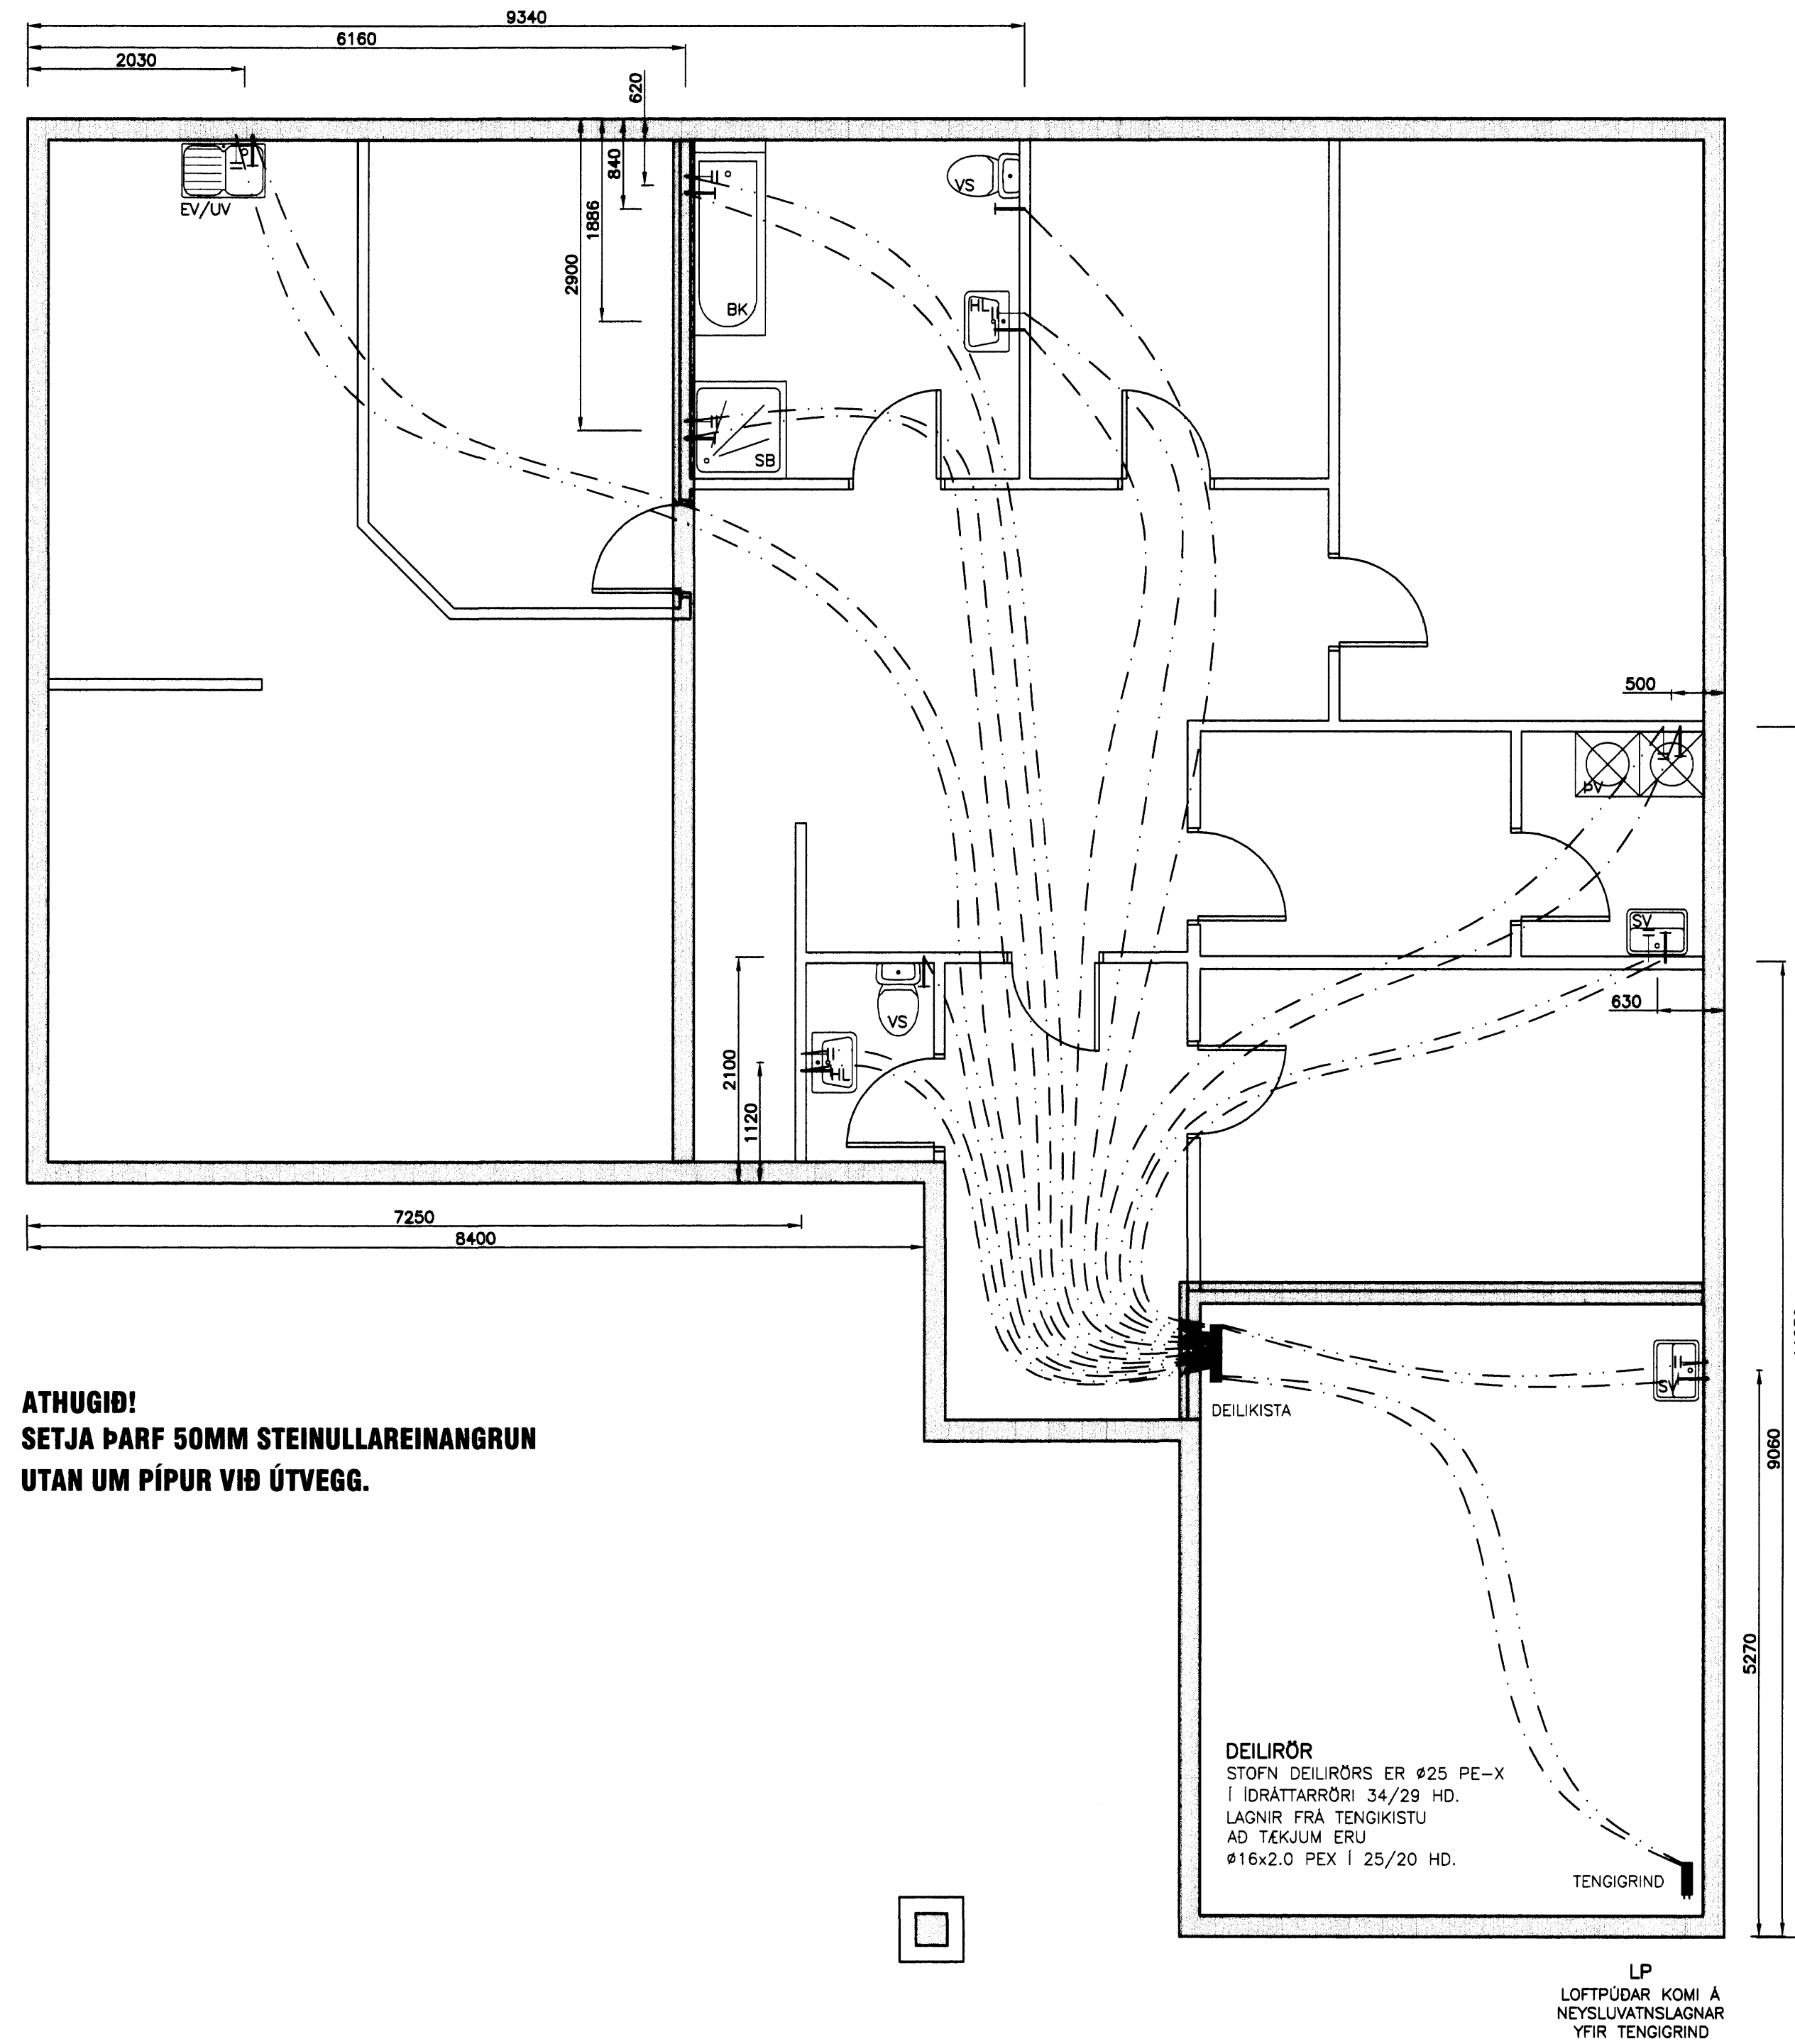 9340
6160
2030
620
840
1886
2900
EV/UV
VS
BK
HL
SB
500
ÞV
SV
630
VS
HL
2100
1120
7250
8400
ATHUGIÐ!
SETJA ÞARF 50MM STEINULLAREINANGRUN
UTAN UM PÍPUR VIÐ ÚTVEGG.
DEILIKISTA
SV
9060
5270
DEILIRÖR
STOFN DEILIRÖRS ER ø25 PE-X
Í ÍDRÁTTARRÖRI 34/29 HD.
LAGNIR FRÁ TENGIKISTU
AÐ TÆKJUM ERU
ø16x2.0 PEX Í 25/20 HD.
TENGIGRIND
LP
LOFTPÚÐAR KOMI Á
NEYSLUVATNSLAGNAR
YFIR TENGIGRIND